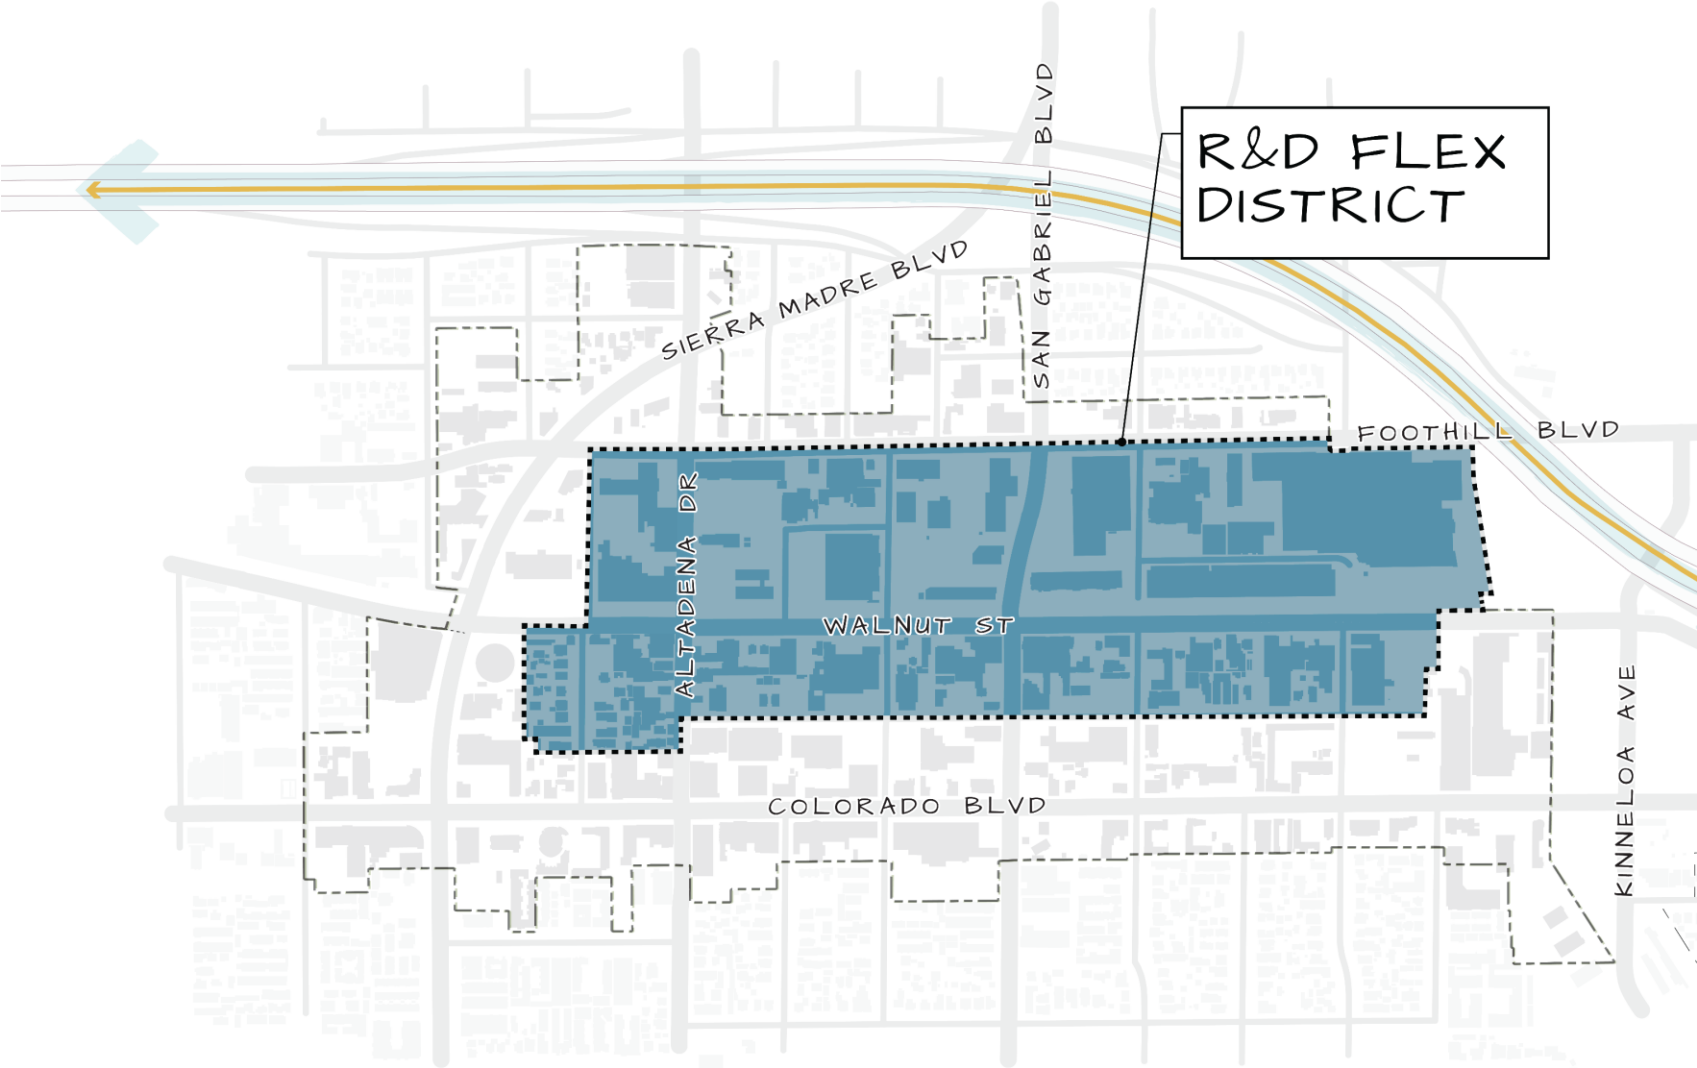 SAN GABRIEL BLVD
R&D FLEX
DISTRICT
SIERRA MADRE BLVD
FOOTHILL BLVD
ALTADENA DR
WALNUT ST
KINNELOA AVE
COLORADO BLVD